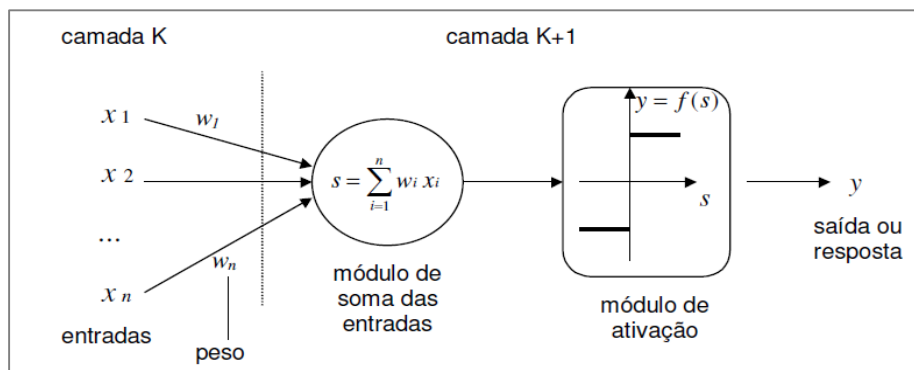 camada K
camada K+1
x 1
w1
x 2
...
wn
x n
entradas
peso
s = ∑ wi xi
i=1
n
módulo de
soma das
entradas
y = f(s)
s
módulo de
ativação
y
saída ou
resposta